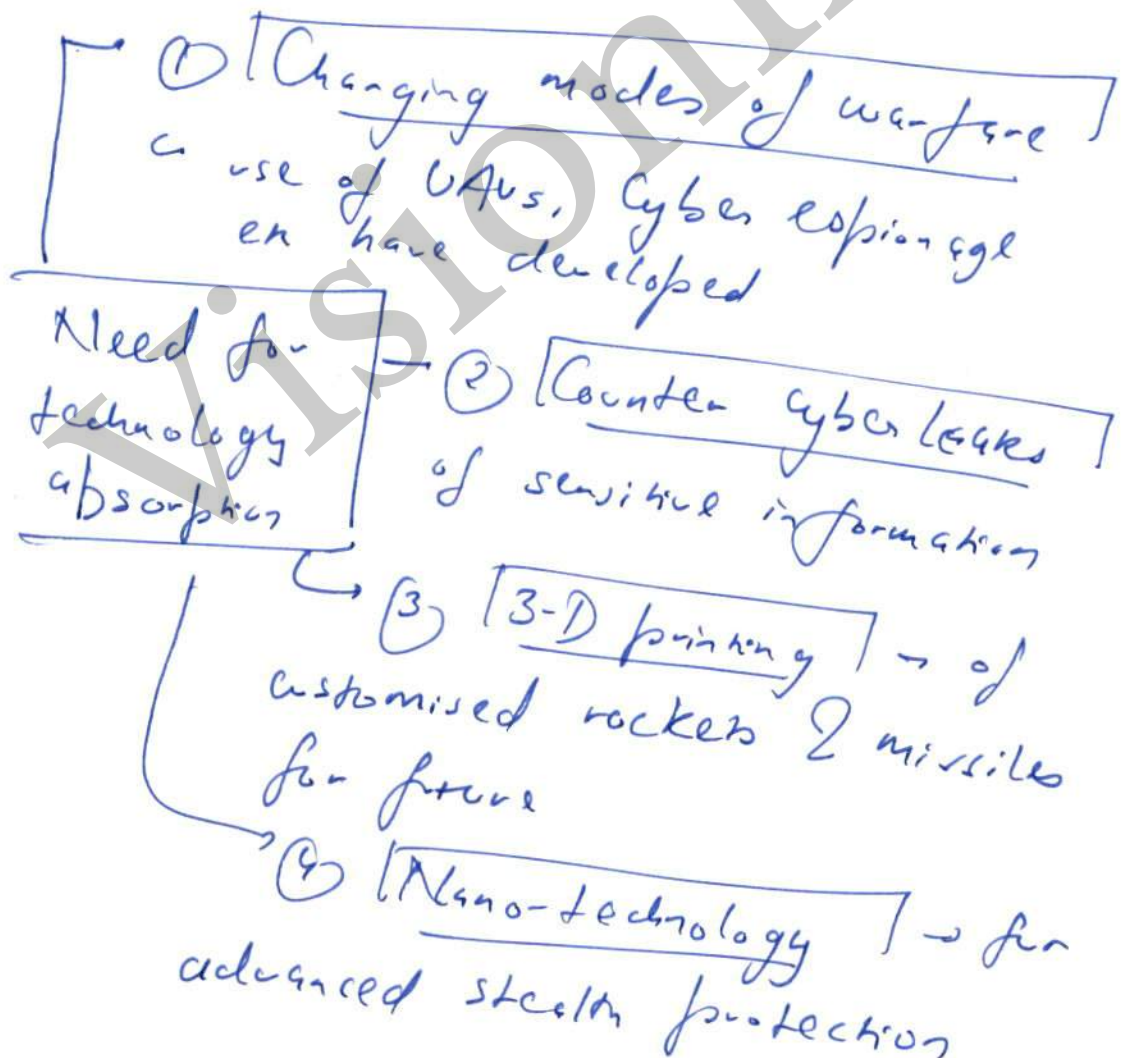 ① Changing modes of warfare
↳ use of UAVs, Cyber espionage
etc have developed
Need for
technology
absorption
② Counter cyber leaks
of sensitive information
③ 3-D printing → of
customised rockets & missiles
for future
④ Nano-technology → for
advanced stealth protection
Vision